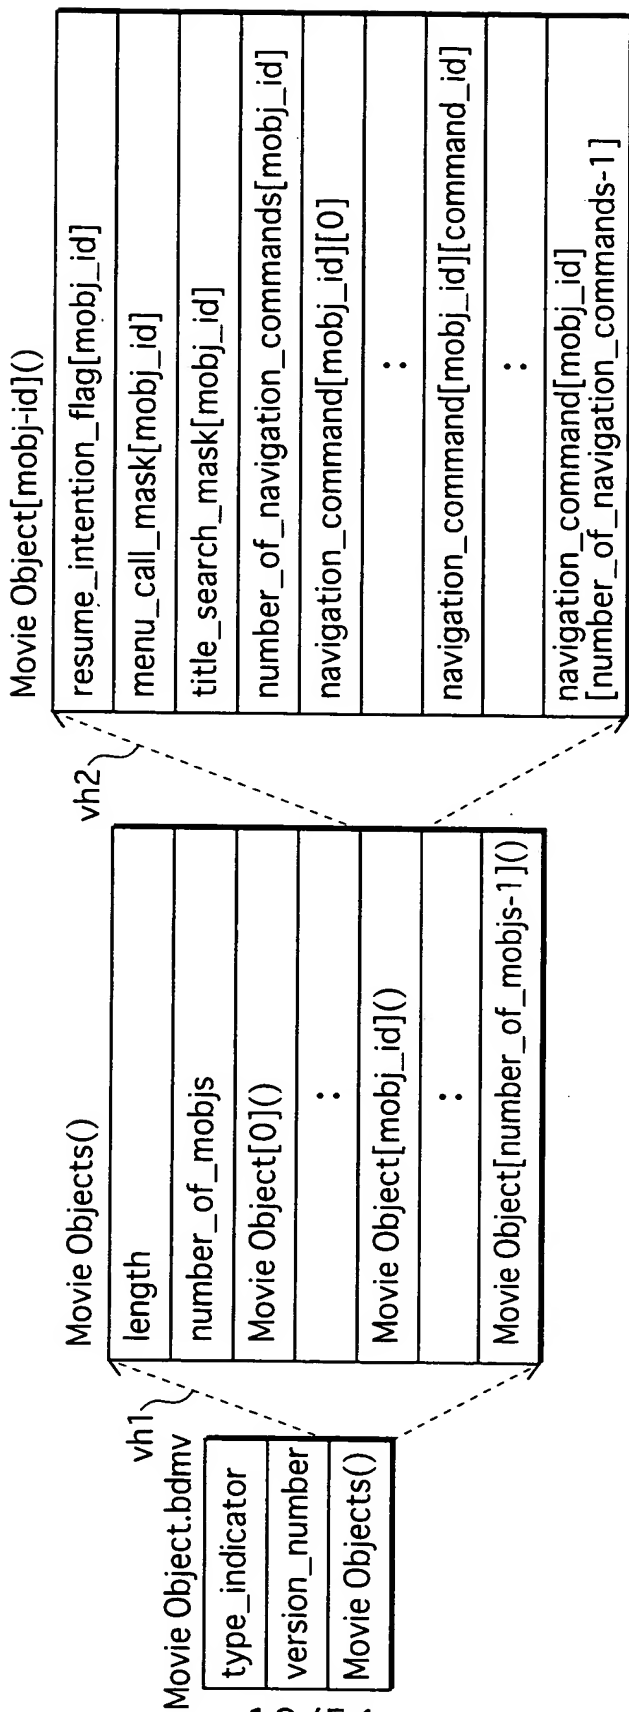 Movie Object.bdmv
type_indicator
version_number
Movie Objects()
vh1
Movie Objects()
length
number_of_mobjs
Movie Object[0]()
:
Movie Object[mobj_id]()
:
Movie Object[number_of_mobjs-1]()
vh2
Movie Object[mobj-id]()
resume_intention_flag[mobj_id]
menu_call_mask[mobj_id]
title_search_mask[mobj_id]
number_of_navigation_commands[mobj_id]
navigation_command[mobj_id][0]
:
navigation_command[mobj_id][command_id]
:
navigation_command[mobj_id]
[number_of_navigation_commands-1]